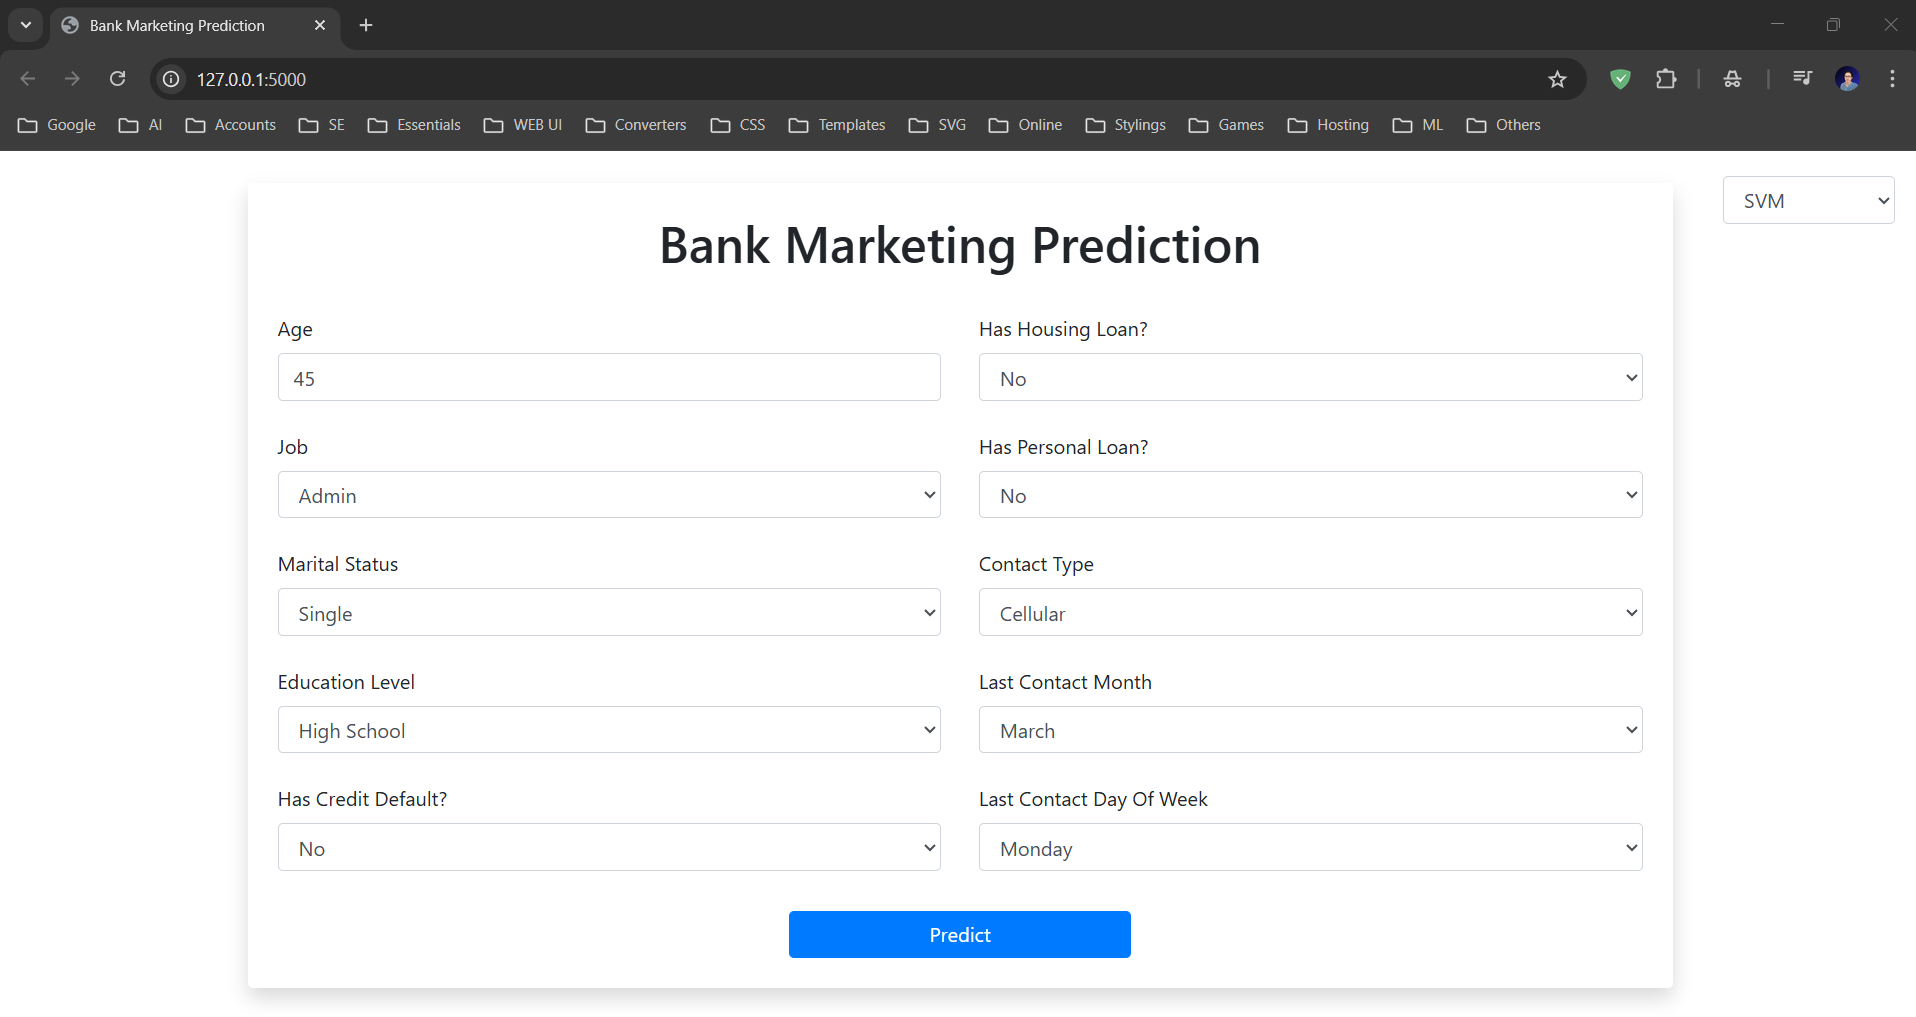 Bank Marketing Prediction
127.0.0.1:5000
Google AI Accounts SE Essentials WEB UI Converters CSS Templates SVG Online Stylings Games Hosting ML Others
SVM
Bank Marketing Prediction
Age
45
Job
Admin
Marital Status
Single
Education Level
High School
Has Credit Default?
No
Has Housing Loan?
No
Has Personal Loan?
No
Contact Type
Cellular
Last Contact Month
March
Last Contact Day Of Week
Monday
Predict